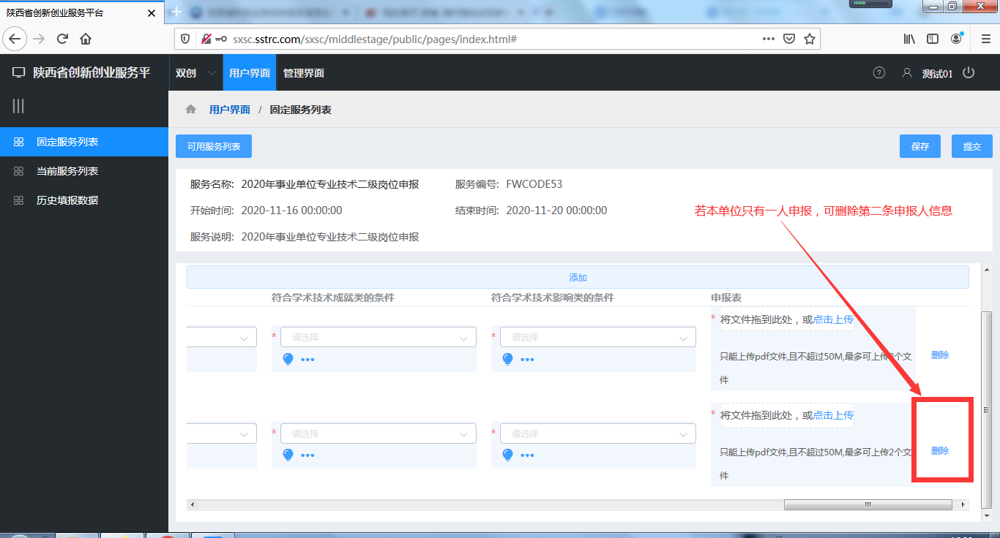 陕西省创新创业服务平台
sxsc.sstrc.com/sxsc/middlestage/public/pages/index.html#
陕西省创新创业服务平
双创
用户界面
管理界面
测试01
用户界面 / 固定服务列表
固定服务列表
当前服务列表
历史填报数据
可用服务列表
保存
提交
服务名称: 2020年事业单位专业技术二级岗位申报
服务编号: FWCODE53
开始时间: 2020-11-16 00:00:00
结束时间: 2020-11-20 00:00:00
服务说明: 2020年事业单位专业技术二级岗位申报
若本单位只有一人申报，可删除第二条申报人信息
添加
符合学术技术成就类的条件
符合学术技术影响类的条件
申报表
* 请选择
* 请选择
* 将文件拖到此处，或点击上传
只能上传pdf文件,且不超过50M,最多可上传2个文
件
删除
* 请选择
* 请选择
* 将文件拖到此处，或点击上传
只能上传pdf文件,且不超过50M,最多可上传2个文
件
删除